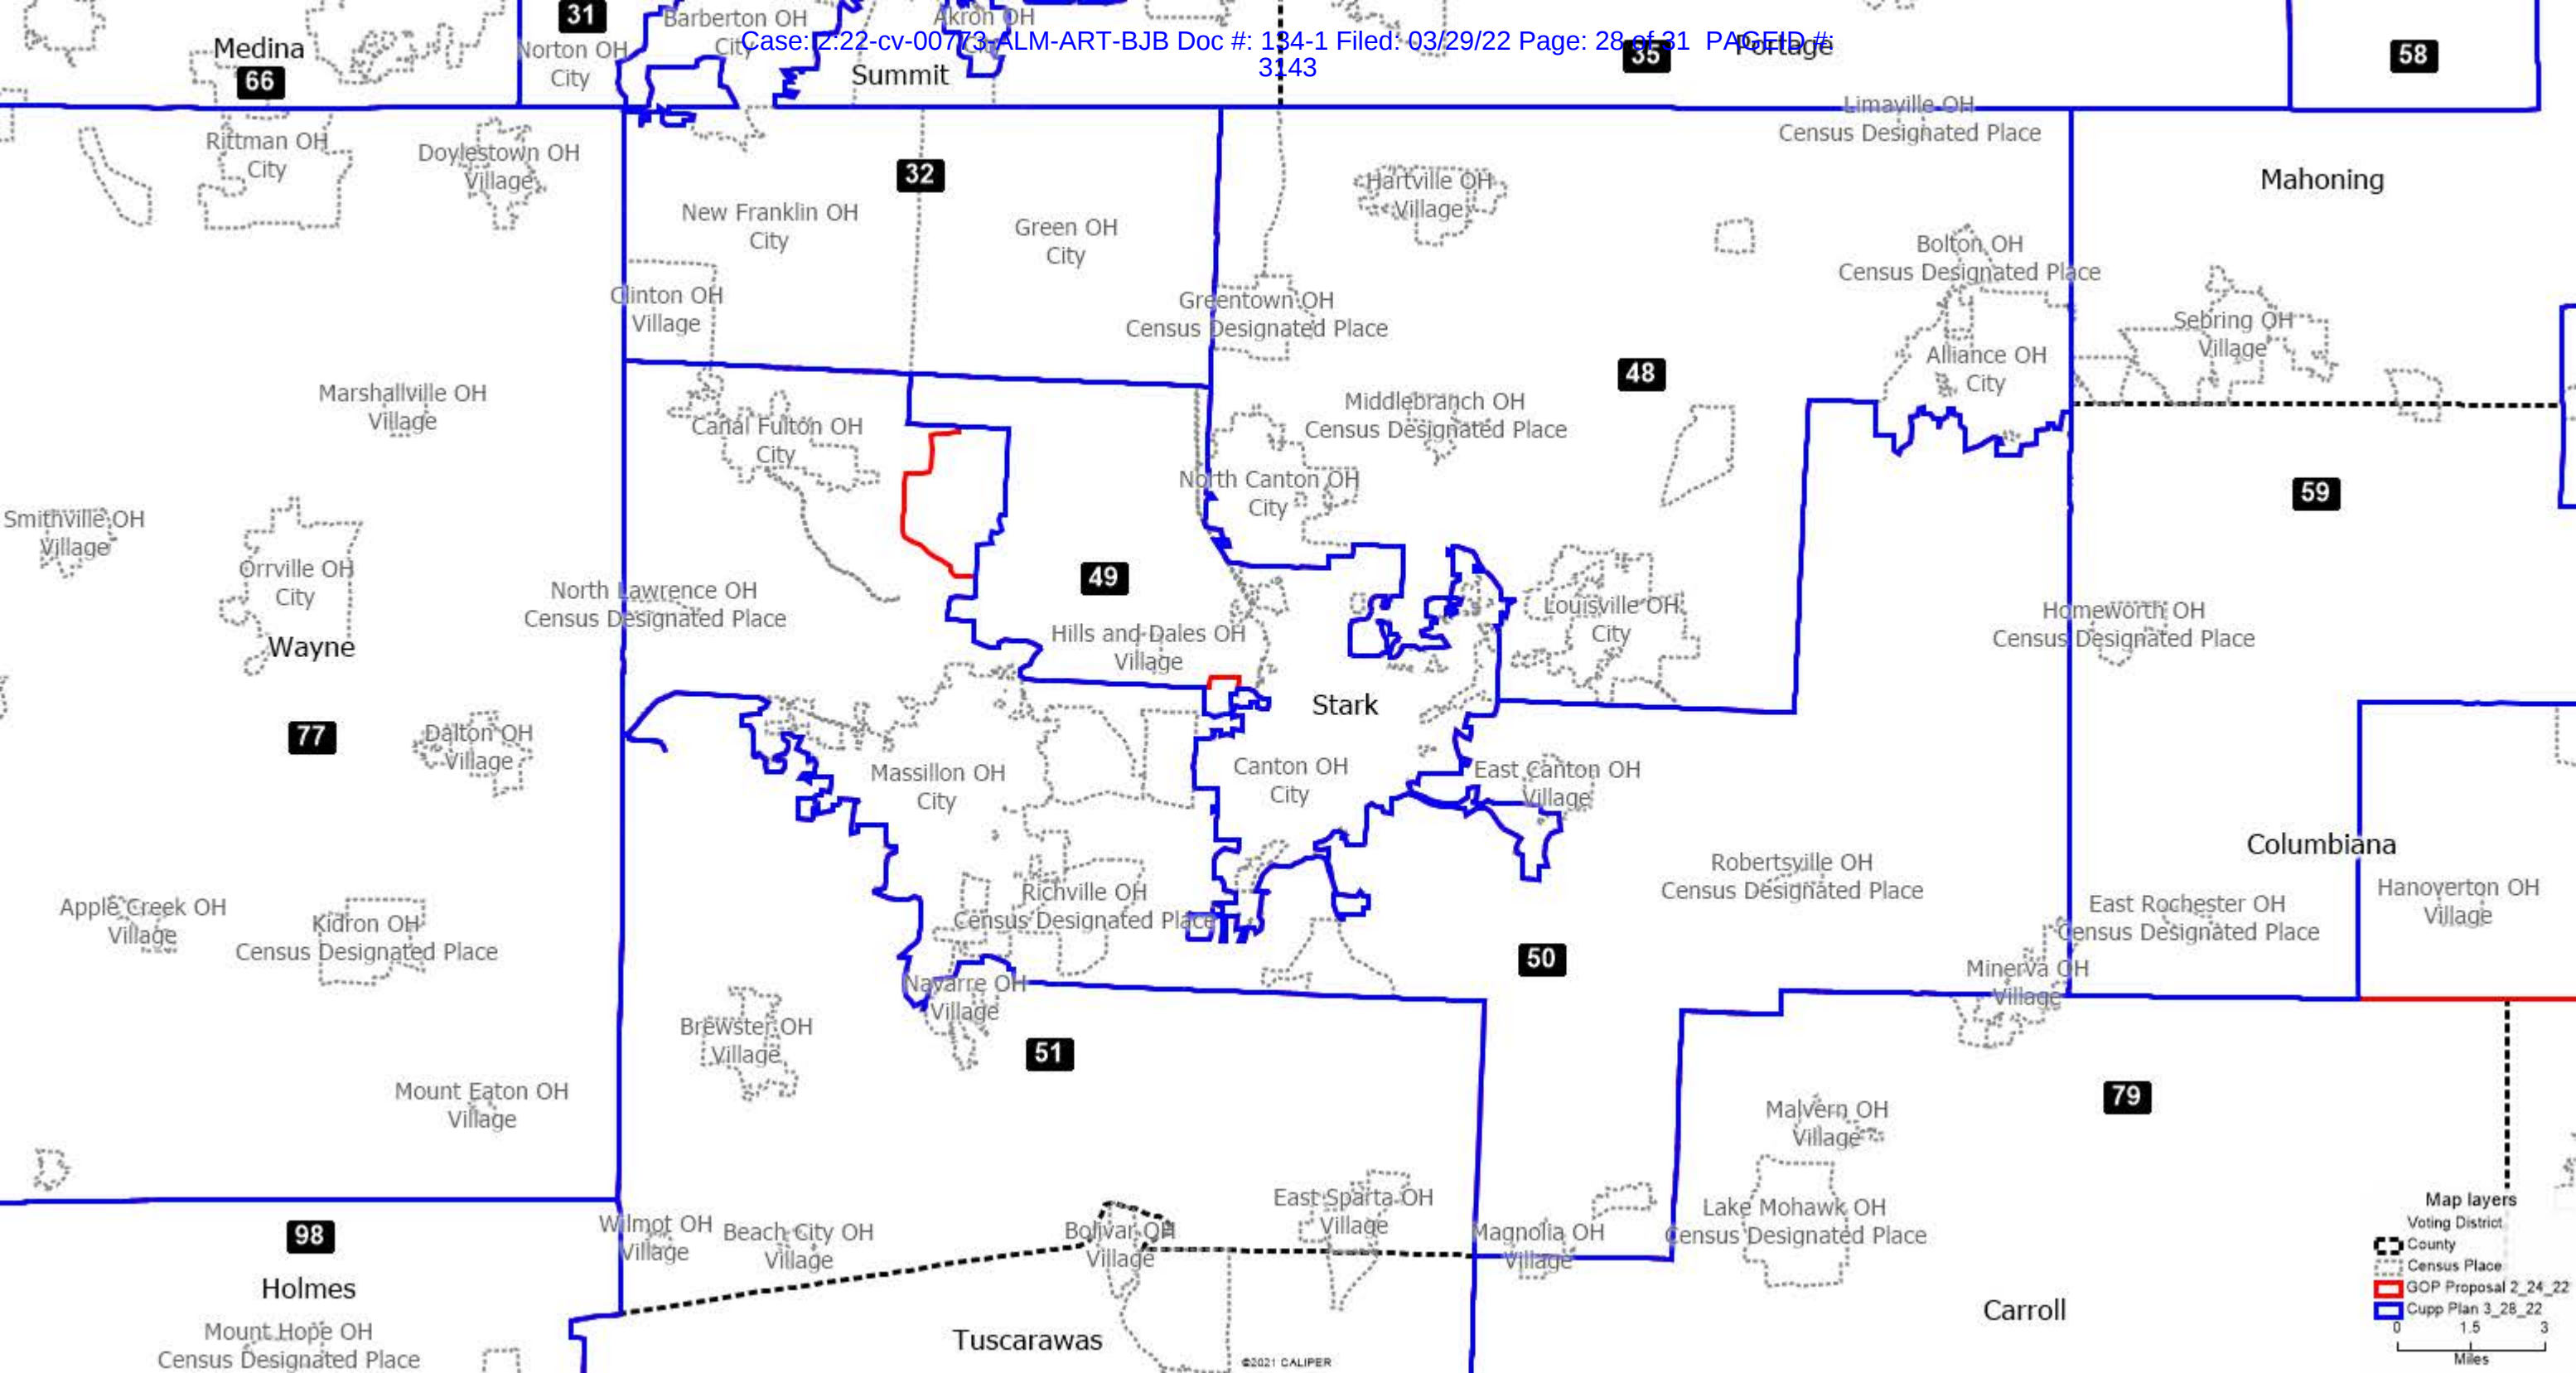 31
Barberton OH
City
Akron OH
City
Medina
66
Norton OH
City
Case: 2:22-cv-00773-ALM-ART-BJB Doc #: 134-1 Filed: 03/29/22 Page: 28 of 31 PAGEID #:
3143
Summit
35
Portage
58
Limaville OH
Census Designated Place
Rittman OH
City
Doylestown OH
Village
32
Hartville OH
Village
Mahoning
New Franklin OH
City
Green OH
City
Bolton OH
Census Designated Place
Clinton OH
Village
Greentown OH
Census Designated Place
Sebring OH
Village
Alliance OH
City
48
Marshallville OH
Village
Canal Fulton OH
City
Middlebranch OH
Census Designated Place
North Canton OH
City
59
Smithville OH
Village
Orrville OH
City
North Lawrence OH
Census Designated Place
49
Louisville OH
City
Homeworth OH
Census Designated Place
Wayne
Hills and Dales OH
Village
Stark
77
Dalton OH
Village
Massillon OH
City
Canton OH
City
East Canton OH
Village
Columbiana
Robertsville OH
Census Designated Place
Apple Creek OH
Village
Kidron OH
Census Designated Place
Richville OH
Census Designated Place
East Rochester OH
Census Designated Place
Hanoverton OH
Village
50
Navarre OH
Village
Minerva OH
Village
Brewster OH
Village
51
Mount Eaton OH
Village
79
Malvern OH
Village
98
Wilmot OH
Village
Beach City OH
Village
Bolivar OH
Village
East Sparta OH
Village
Magnolia OH
Village
Lake Mohawk OH
Census Designated Place
Holmes
Mount Hope OH
Census Designated Place
Tuscarawas
Carroll
©2021 CALIPER
Map layers
Voting District
County
Census Place
GOP Proposal 2_24_22
Cupp Plan 3_28_22
0 1.5 3
Miles